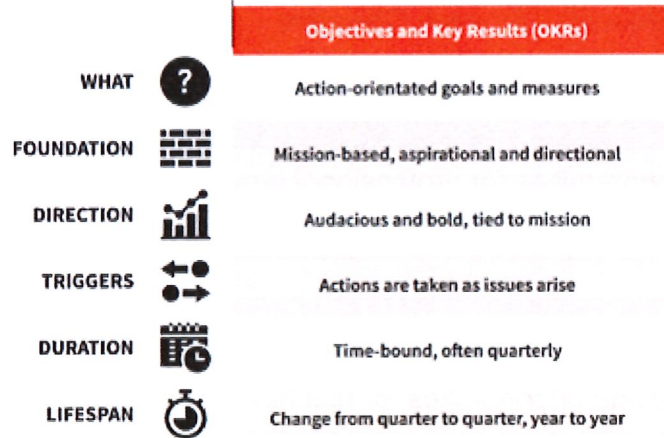 Objectives and Key Results (OKRs)
WHAT ? Action-orientated goals and measures
FOUNDATION Mission-based, aspirational and directional
DIRECTION Audacious and bold, tied to mission
TRIGGERS Actions are taken as issues arise
DURATION Time-bound, often quarterly
LIFESPAN Change from quarter to quarter, year to year